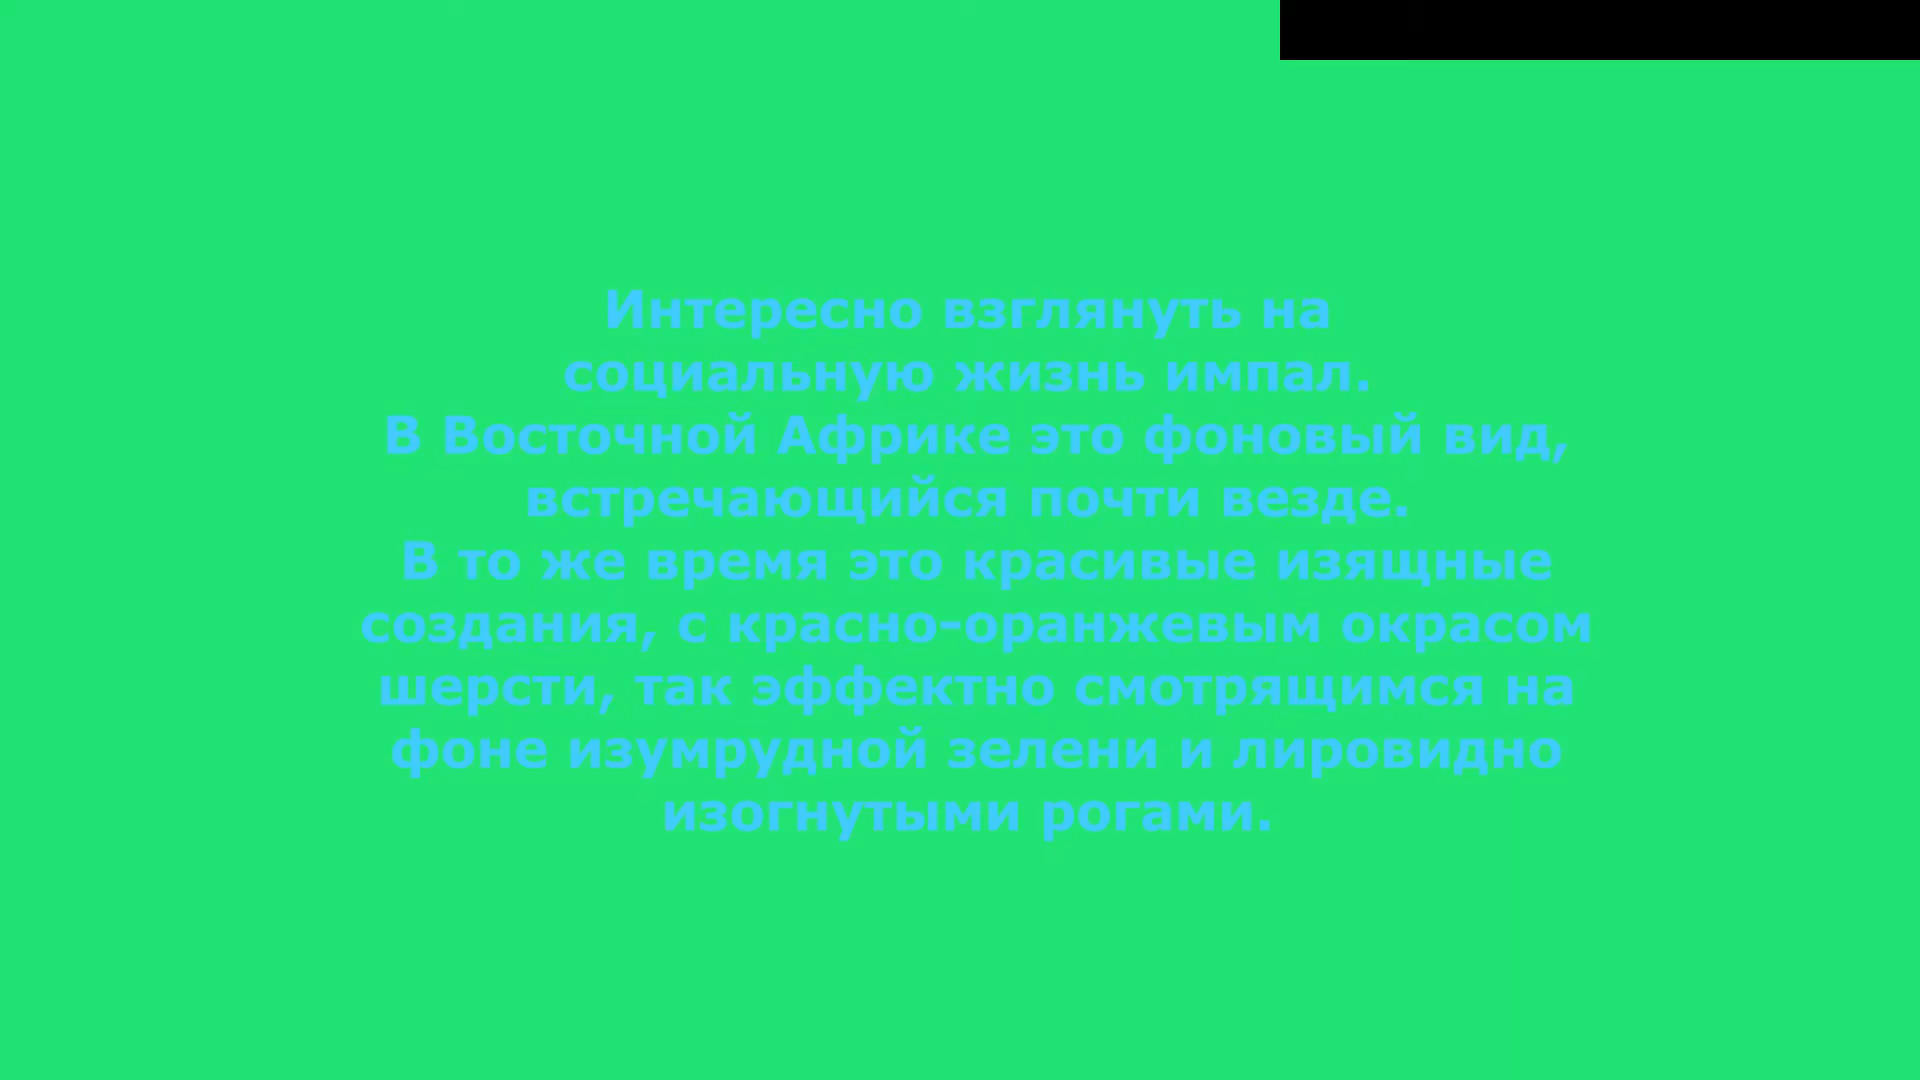 Интересно взглянуть на
социальную жизнь импал.
В Восточной Африке это фоновый вид,
встречающийся почти везде.
В то же время это красивые изящные
создания, с красно-оранжевым окрасом
шерсти, так эффектно смотрящимся на
фоне изумрудной зелени и лировидно
изогнутыми рогами.